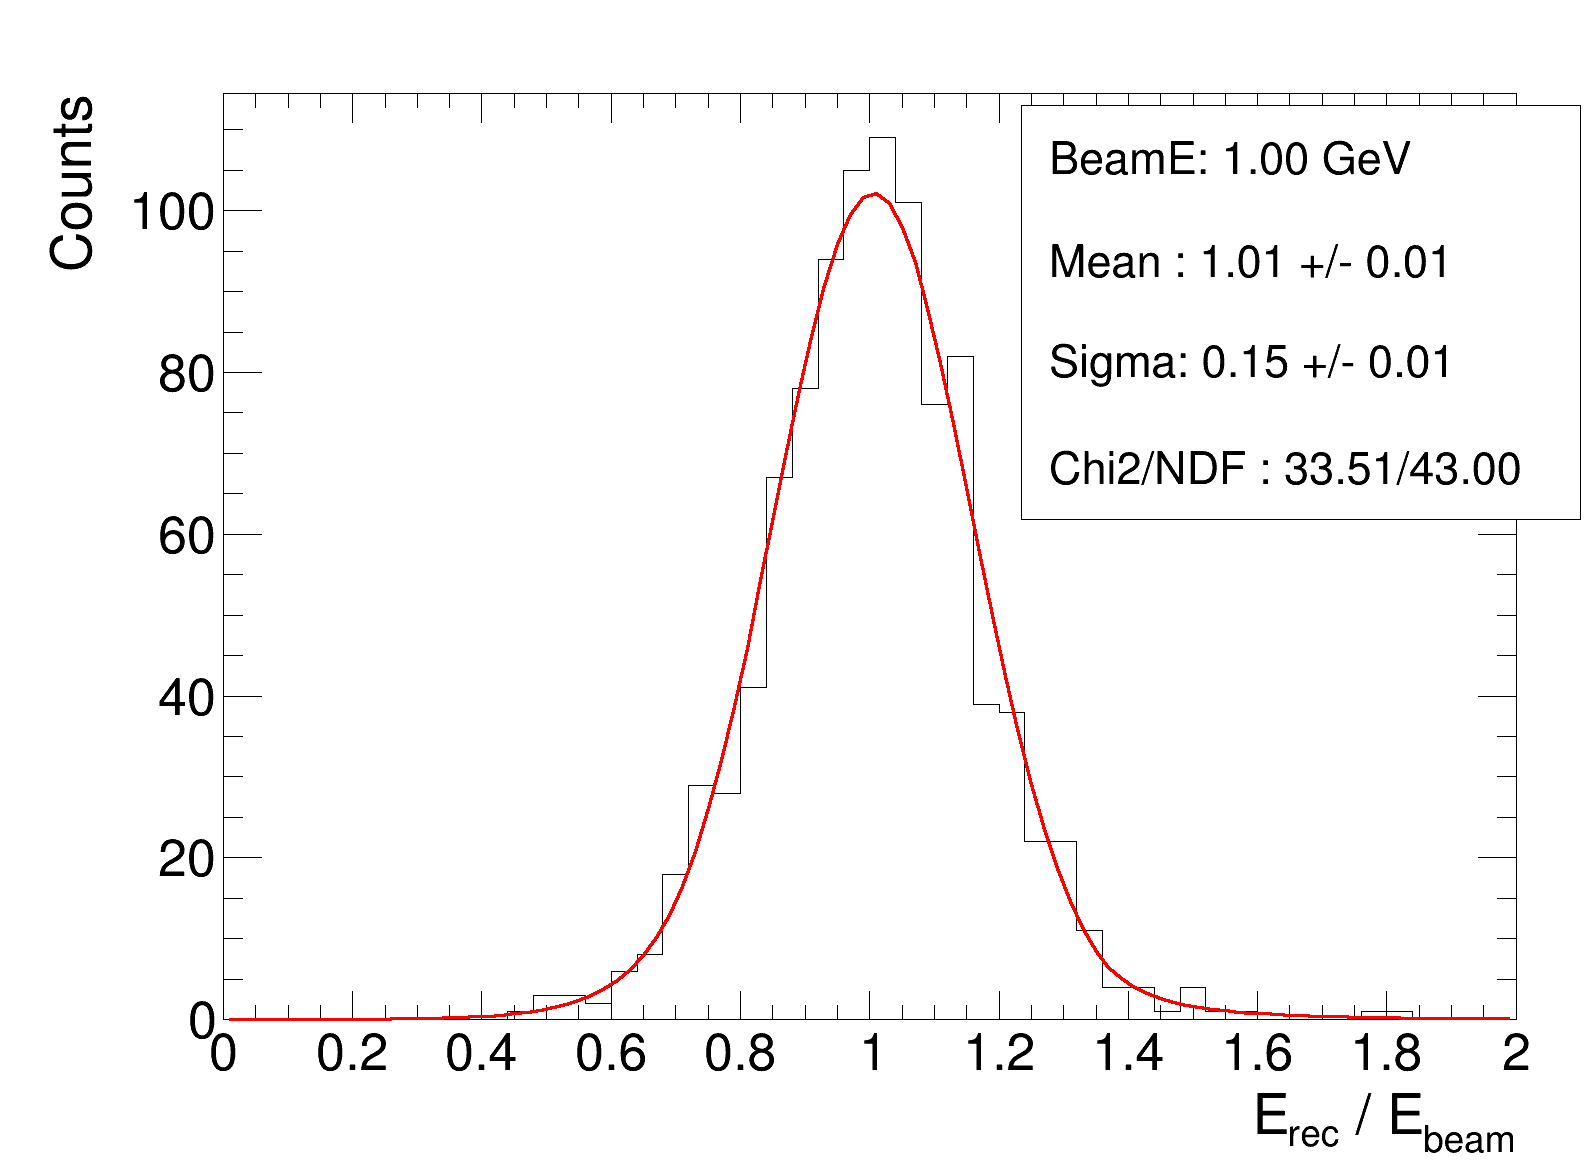 Counts
BeamE: 1.00 GeV
Mean : 1.01 +/- 0.01
Sigma: 0.15 +/- 0.01
Chi2/NDF : 33.51/43.00
100
80
60
40
20
0
0 0.2 0.4 0.6 0.8 1 1.2 1.4 1.6 1.8 2
E_rec / E_beam